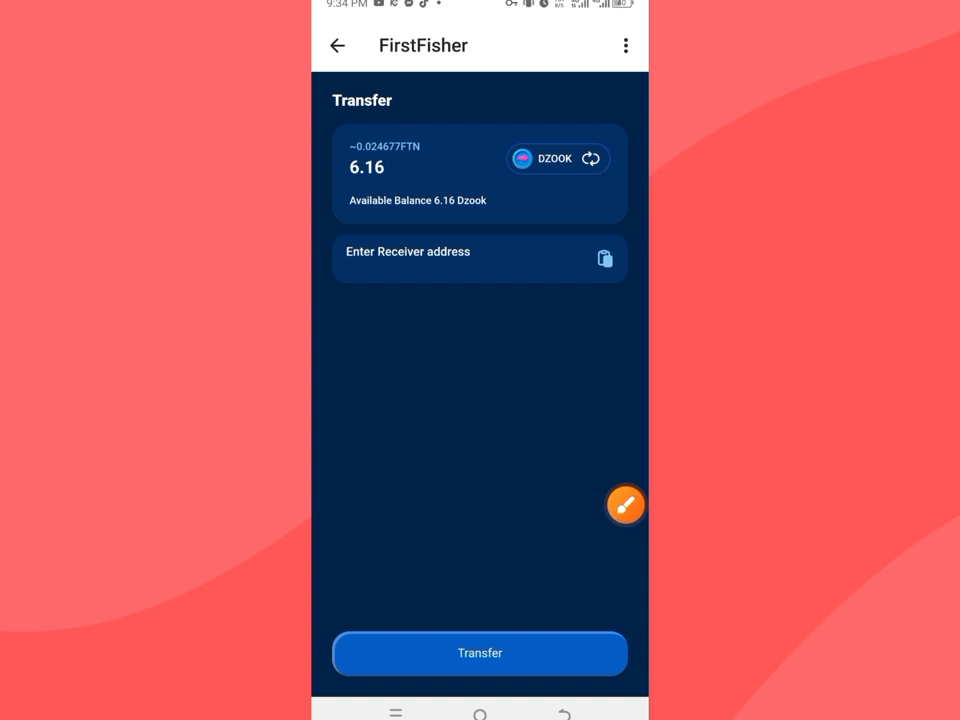 9:34 PM
FirstFisher
Transfer
~0.024677FTN
6.16
DZOOK
Available Balance 6.16 Dzook
Enter Receiver address
Transfer